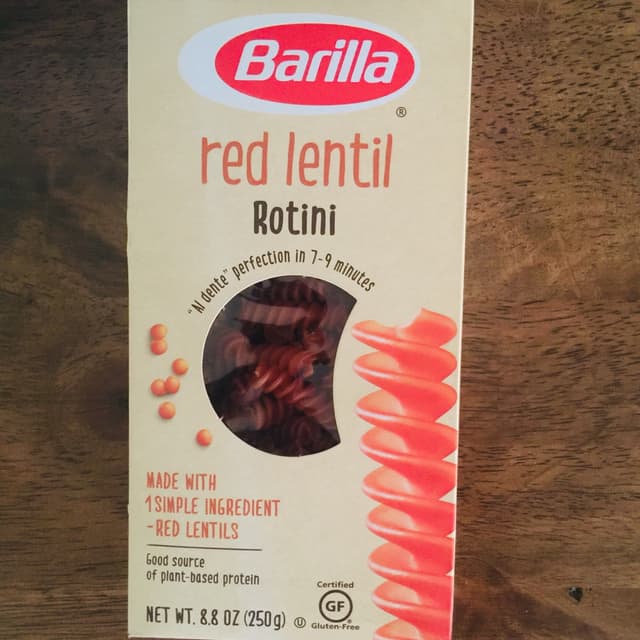 Barilla
®
red lentil
Rotini
"Al dente" perfection in 7-9 minutes
MADE WITH
1 SIMPLE INGREDIENT
-RED LENTILS
Good source
of plant-based protein
NET WT. 8.8 OZ (250g)
U
Certified
GF
Gluten-Free